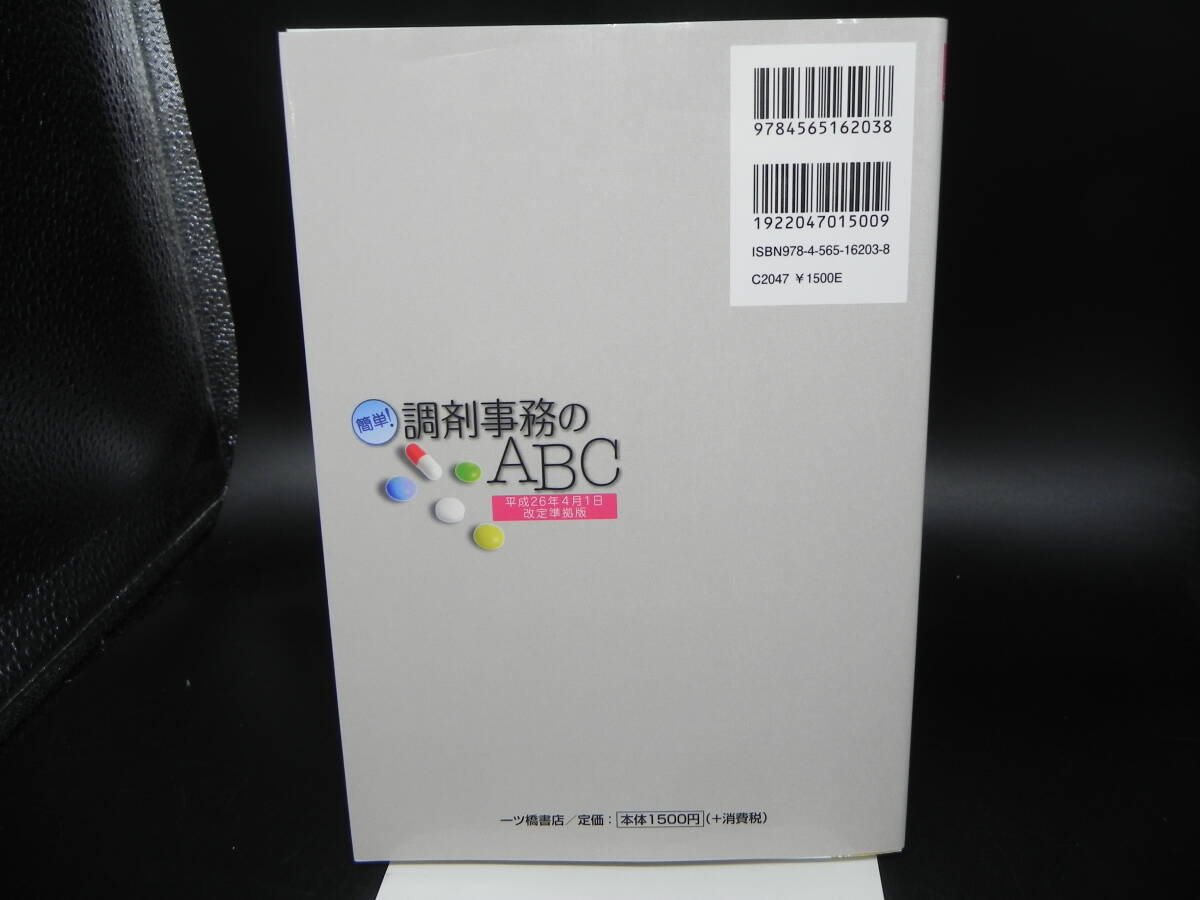 9784565162038
1922047015009
ISBN978-4-565-16203-8
C2047 ￥1500E
簡単!
調剤事務の
ABC
平成26年4月1日
改定準拠版
一ツ橋書店／定価：本体1500円（＋消費税）